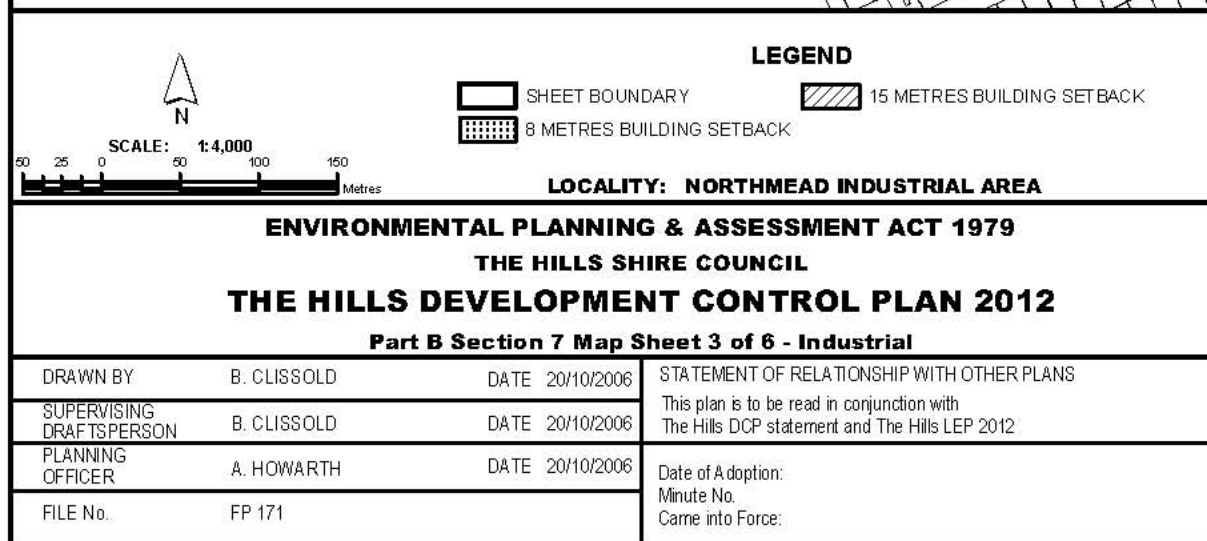 LEGEND
SHEET BOUNDARY
15 METRES BUILDING SETBACK
8 METRES BUILDING SETBACK
N
SCALE: 1:4,000
50 25 0 50 100 150
Metres
LOCALITY: NORTHMEAD INDUSTRIAL AREA
ENVIRONMENTAL PLANNING & ASSESSMENT ACT 1979
THE HILLS SHIRE COUNCIL
THE HILLS DEVELOPMENT CONTROL PLAN 2012
Part B Section 7 Map Sheet 3 of 6 - Industrial
DRAWN BY B. CLISSOLD DATE 20/10/2006
SUPERVISING
DRAFTSPERSON B. CLISSOLD DATE 20/10/2006
PLANNING
OFFICER A. HOWARTH DATE 20/10/2006
FILE No. FP 171
STATEMENT OF RELATIONSHIP WITH OTHER PLANS
This plan is to be read in conjunction with
The Hills DCP statement and The Hills LEP 2012
Date of Adoption:
Minute No.
Came into Force: